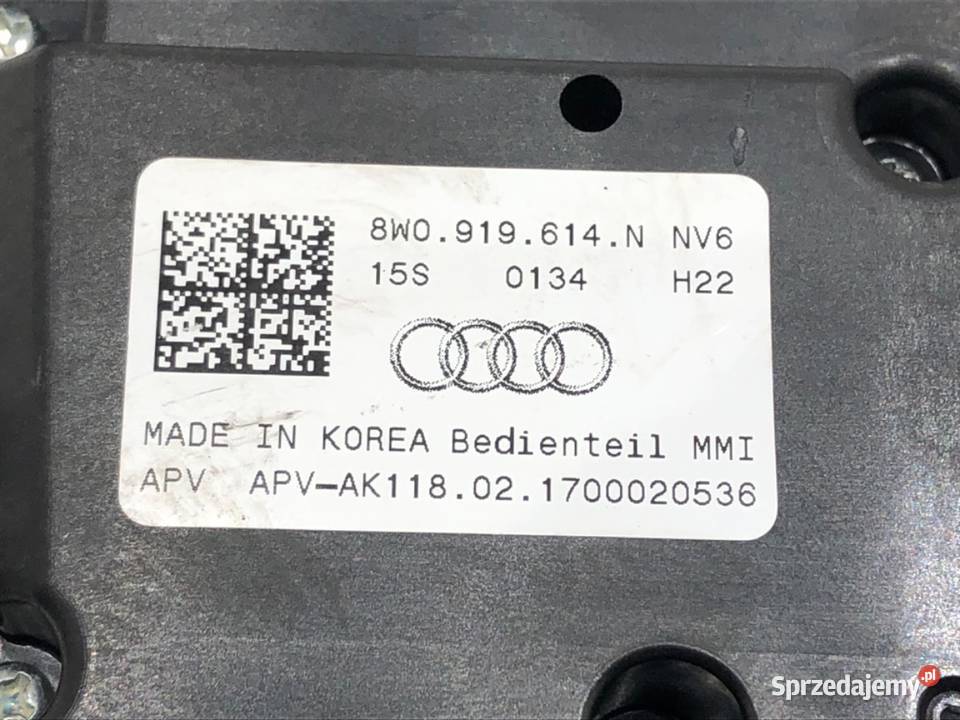 8W0.919.614.N NV6
15S 0134 H22
MADE IN KOREA Bedienteil MMI
APV APV-AK118.02.1700020536
Sprzedajemy.pl